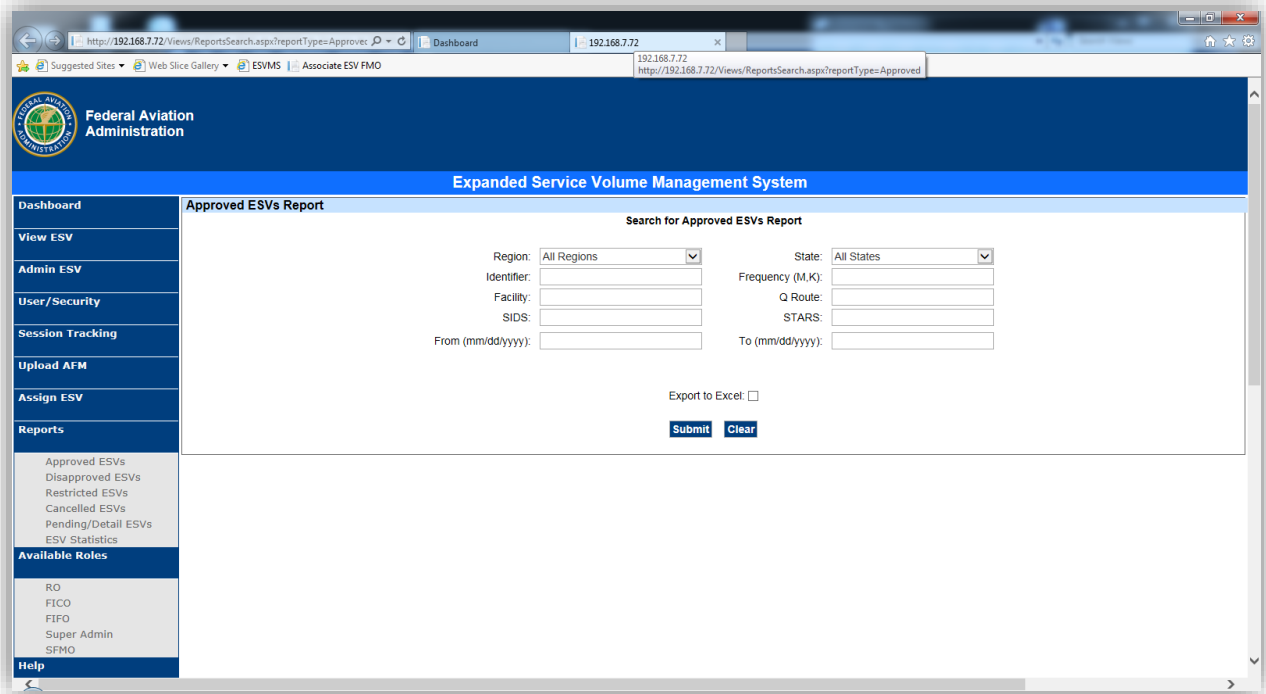 http://192.168.7.72/Views/ReportsSearch.aspx?reportType=Approvec
Dashboard
192.168.7.72
192.168.7.72
http://192.168.7.72/Views/ReportsSearch.aspx?reportType=Approved
Suggested Sites
Web Slice Gallery
ESVMS
Associate ESV FMO
FEDERAL AVIATION ADMINISTRATION
Federal Aviation
Administration
Expanded Service Volume Management System
Dashboard
View ESV
Admin ESV
User/Security
Session Tracking
Upload AFM
Assign ESV
Reports
Approved ESVs
Disapproved ESVs
Restricted ESVs
Cancelled ESVs
Pending/Detail ESVs
ESV Statistics
Available Roles
RO
FICO
FIFO
Super Admin
SFMO
Help
Approved ESVs Report
Search for Approved ESVs Report
Region: All Regions State: All States
Identifier: Frequency (M,K):
Facility: Q Route:
SIDS: STARS:
From (mm/dd/yyyy): To (mm/dd/yyyy):
Export to Excel:
Submit Clear